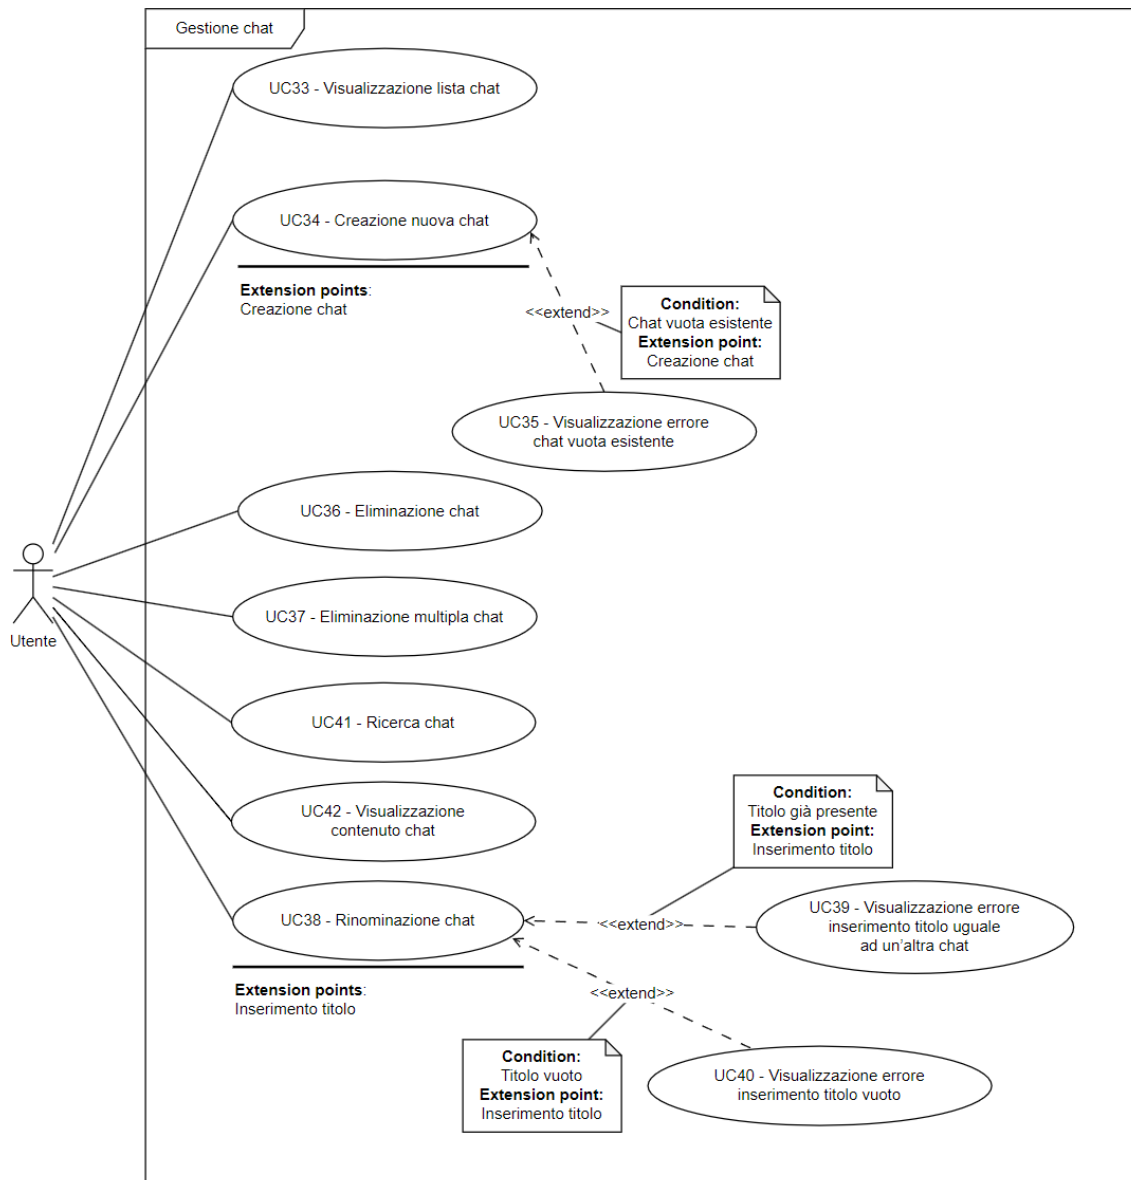 Gestione chat
UC33 - Visualizzazione lista chat
UC34 - Creazione nuova chat
Extension points:
Creazione chat
<<extend>>
Condition:
Chat vuota esistente
Extension point:
Creazione chat
UC35 - Visualizzazione errore
chat vuota esistente
UC36 - Eliminazione chat
UC37 - Eliminazione multipla chat
Utente
UC41 - Ricerca chat
UC42 - Visualizzazione
contenuto chat
Condition:
Titolo già presente
Extension point:
Inserimento titolo
UC38 - Rinominazione chat
<<extend>>
UC39 - Visualizzazione errore
inserimento titolo uguale
ad un'altra chat
Extension points:
Inserimento titolo
<<extend>>
Condition:
Titolo vuoto
Extension point:
Inserimento titolo
UC40 - Visualizzazione errore
inserimento titolo vuoto